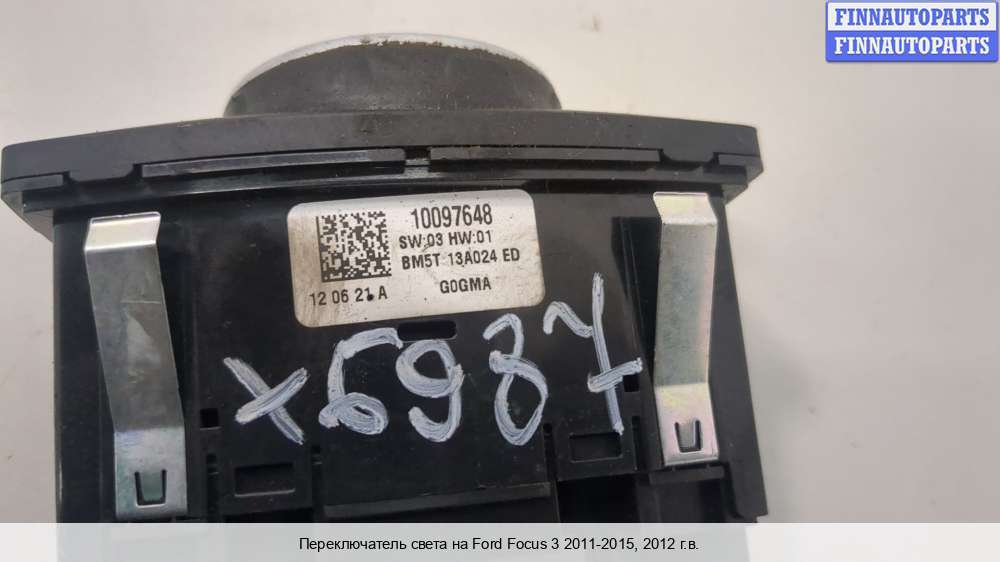 FINNAUTOPARTS
FINNAUTOPARTS
10097648
SW:03 HW:01
BM5T 13A024 ED
12 06 21 A G0GMA
x6987
Переключатель света на Ford Focus 3 2011-2015, 2012 г.в.